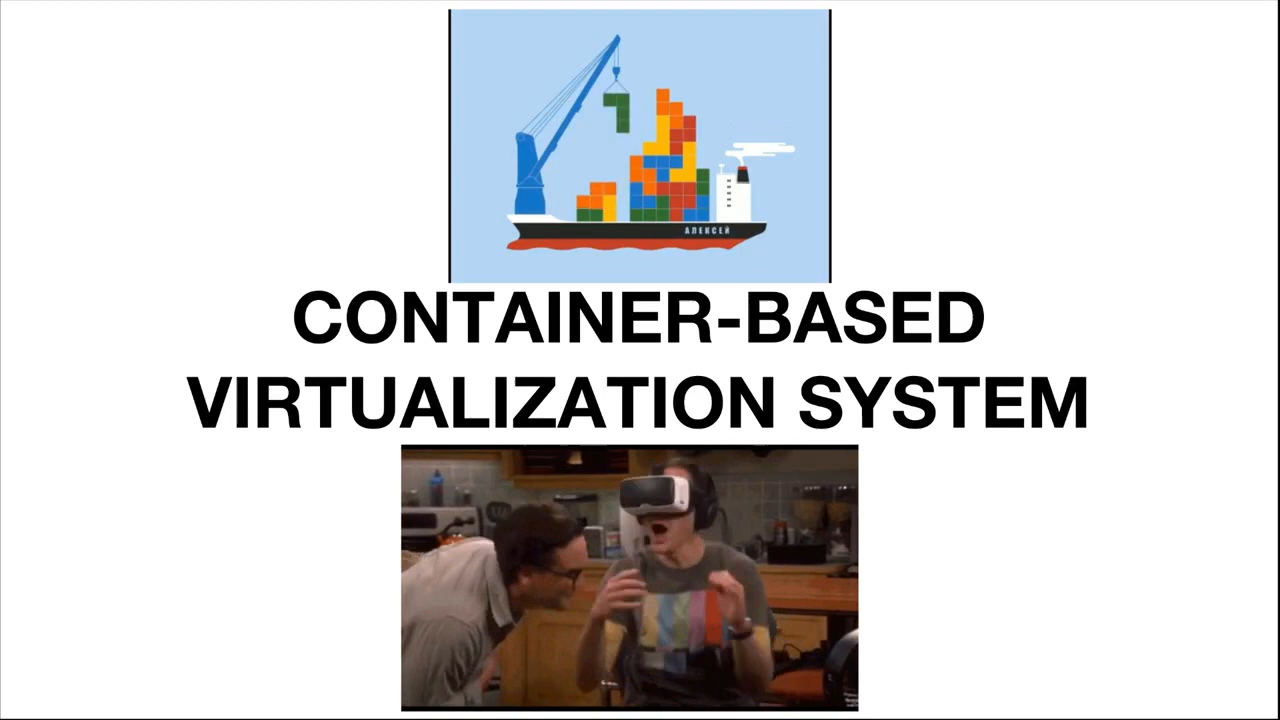 АЛЕКСЕЙ
CONTAINER-BASED
VIRTUALIZATION SYSTEM